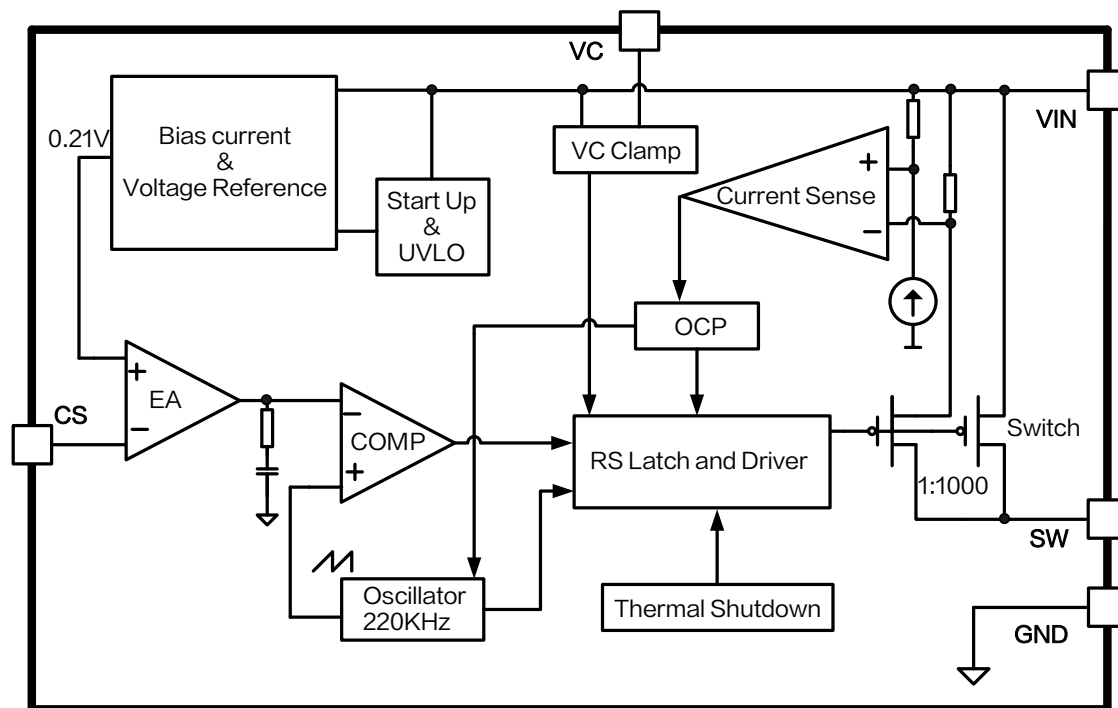 VC
VIN
0.21V
Bias current
&
Voltage Reference
Start Up
&
UVLO
VC Clamp
+
Current Sense
−
OCP
CS
+
EA
−
−
COMP
+
RS Latch and Driver
Switch
1:1000
SW
Oscillator
220KHz
Thermal Shutdown
GND